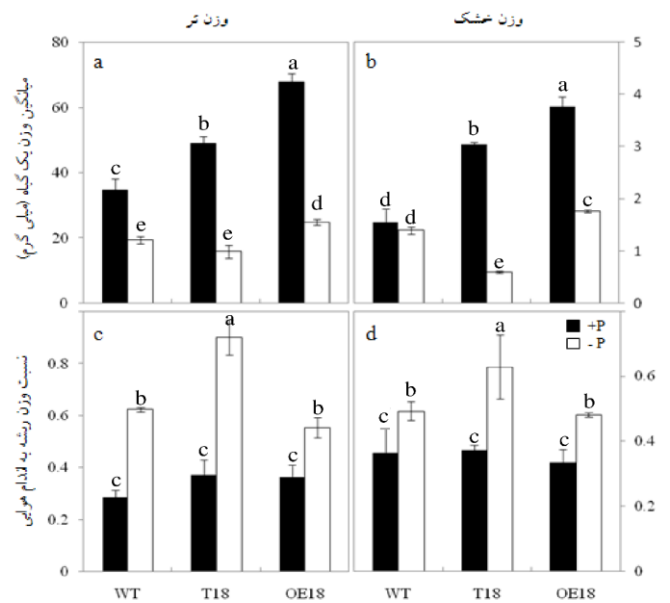 وزن تر
وزن خشک
میانگین وزن یک گیاه (میلی گرم)
80
60
40
20
0
a
c
e
b
e
a
d
b
d
d
b
e
a
c
5
4
3
2
1
0
نسبت وزن ریشه به اندام هوایی
0.8
0.6
0.4
0.2
0
c
c
b
c
a
c
b
d
c
b
c
a
c
b
+P
- P
0.6
0.4
0.2
0
WT
T18
OE18
WT
T18
OE18